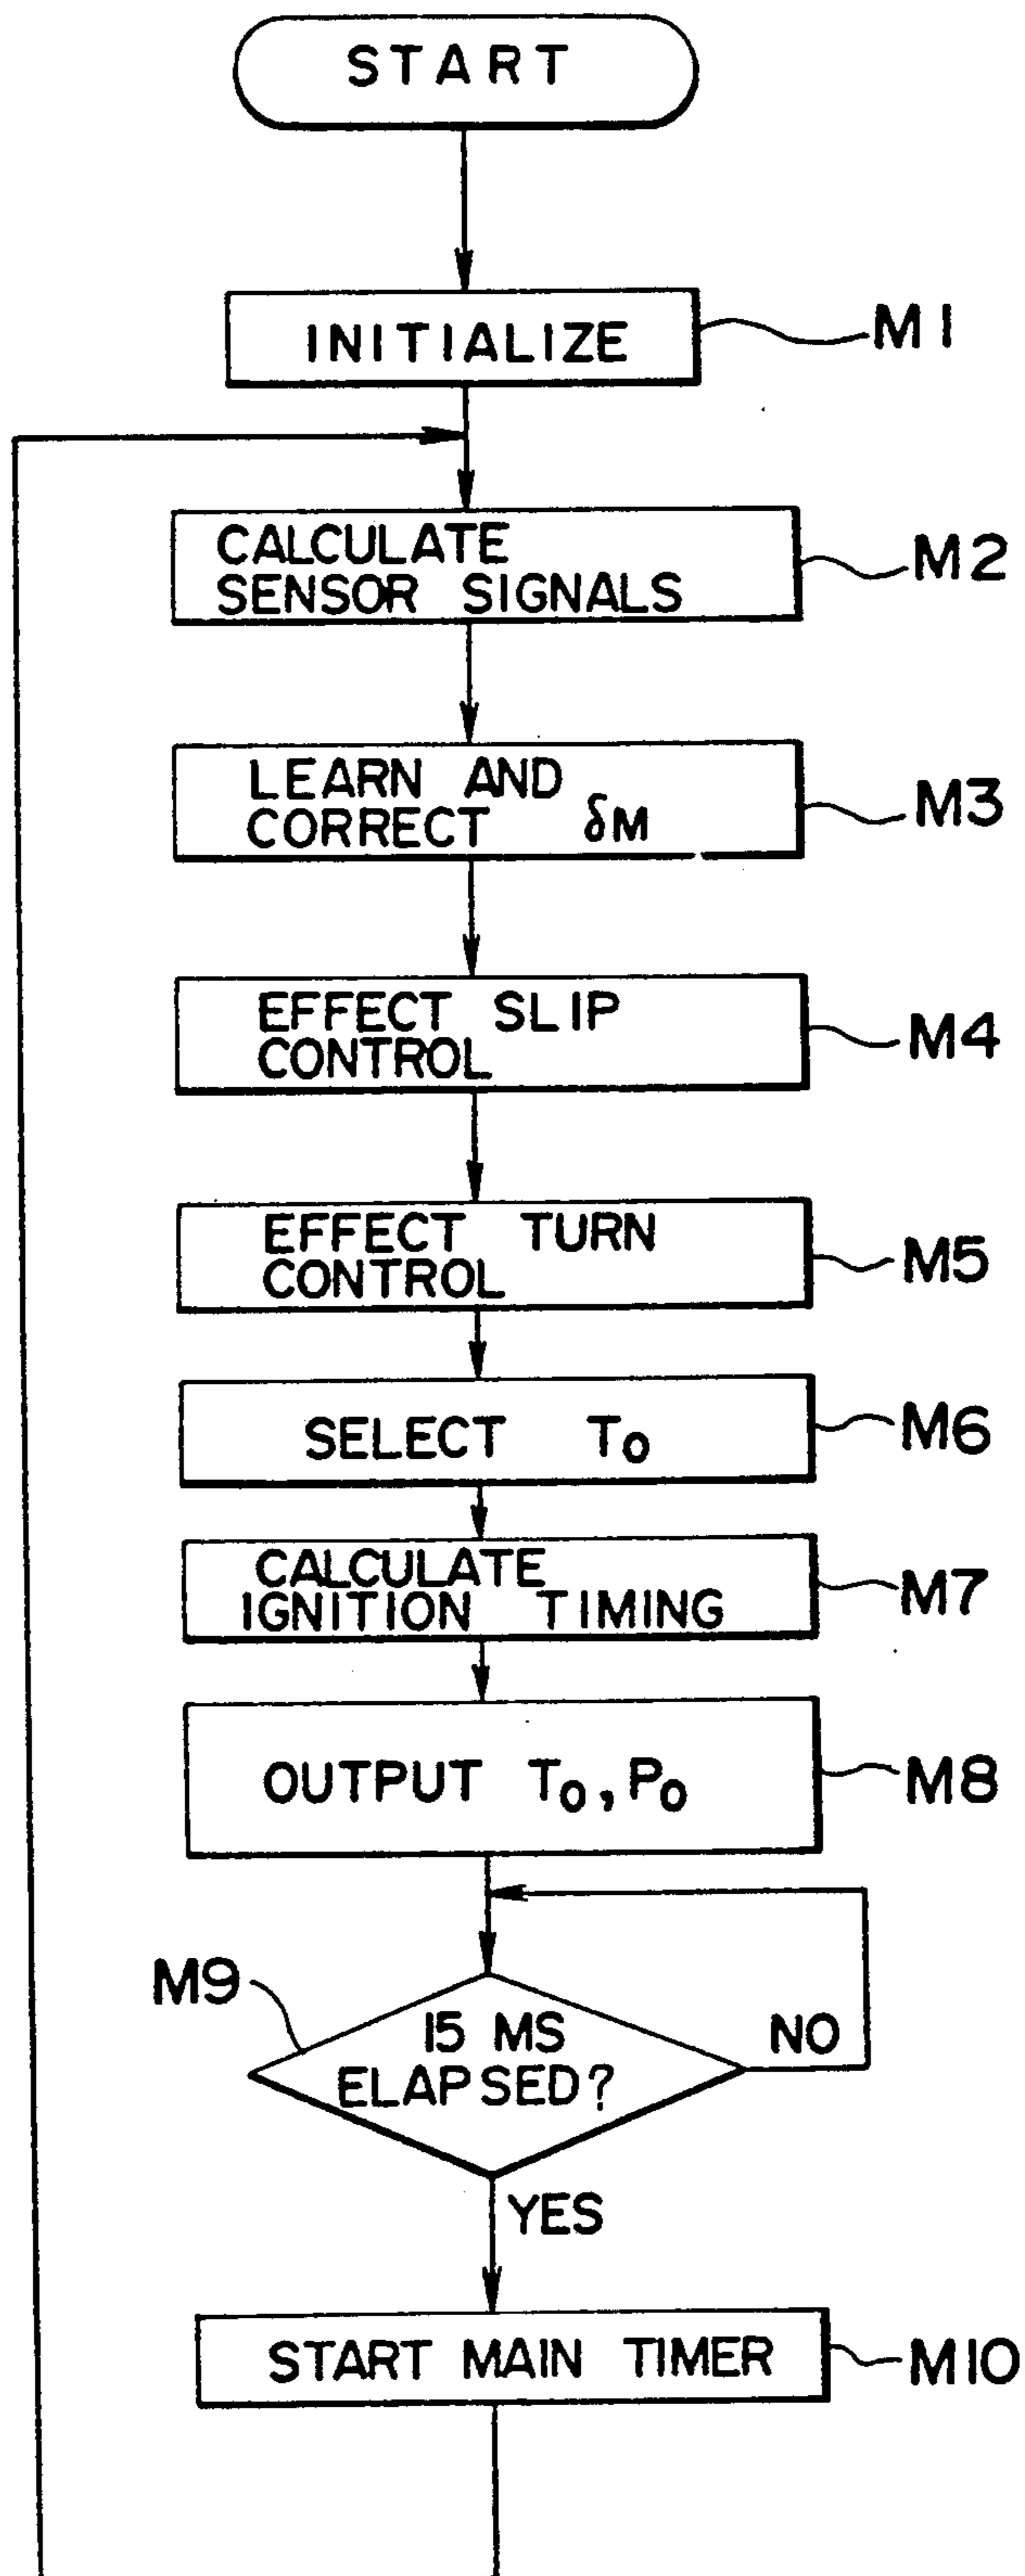 START
INITIALIZE
M1
CALCULATE
SENSOR SIGNALS
M2
LEARN AND
CORRECT δM
M3
EFFECT SLIP
CONTROL
M4
EFFECT TURN
CONTROL
M5
SELECT TO
M6
CALCULATE
IGNITION TIMING
M7
OUTPUT TO, PO
M8
M9
15 MS
ELAPSED?
NO
YES
START MAIN TIMER
M10